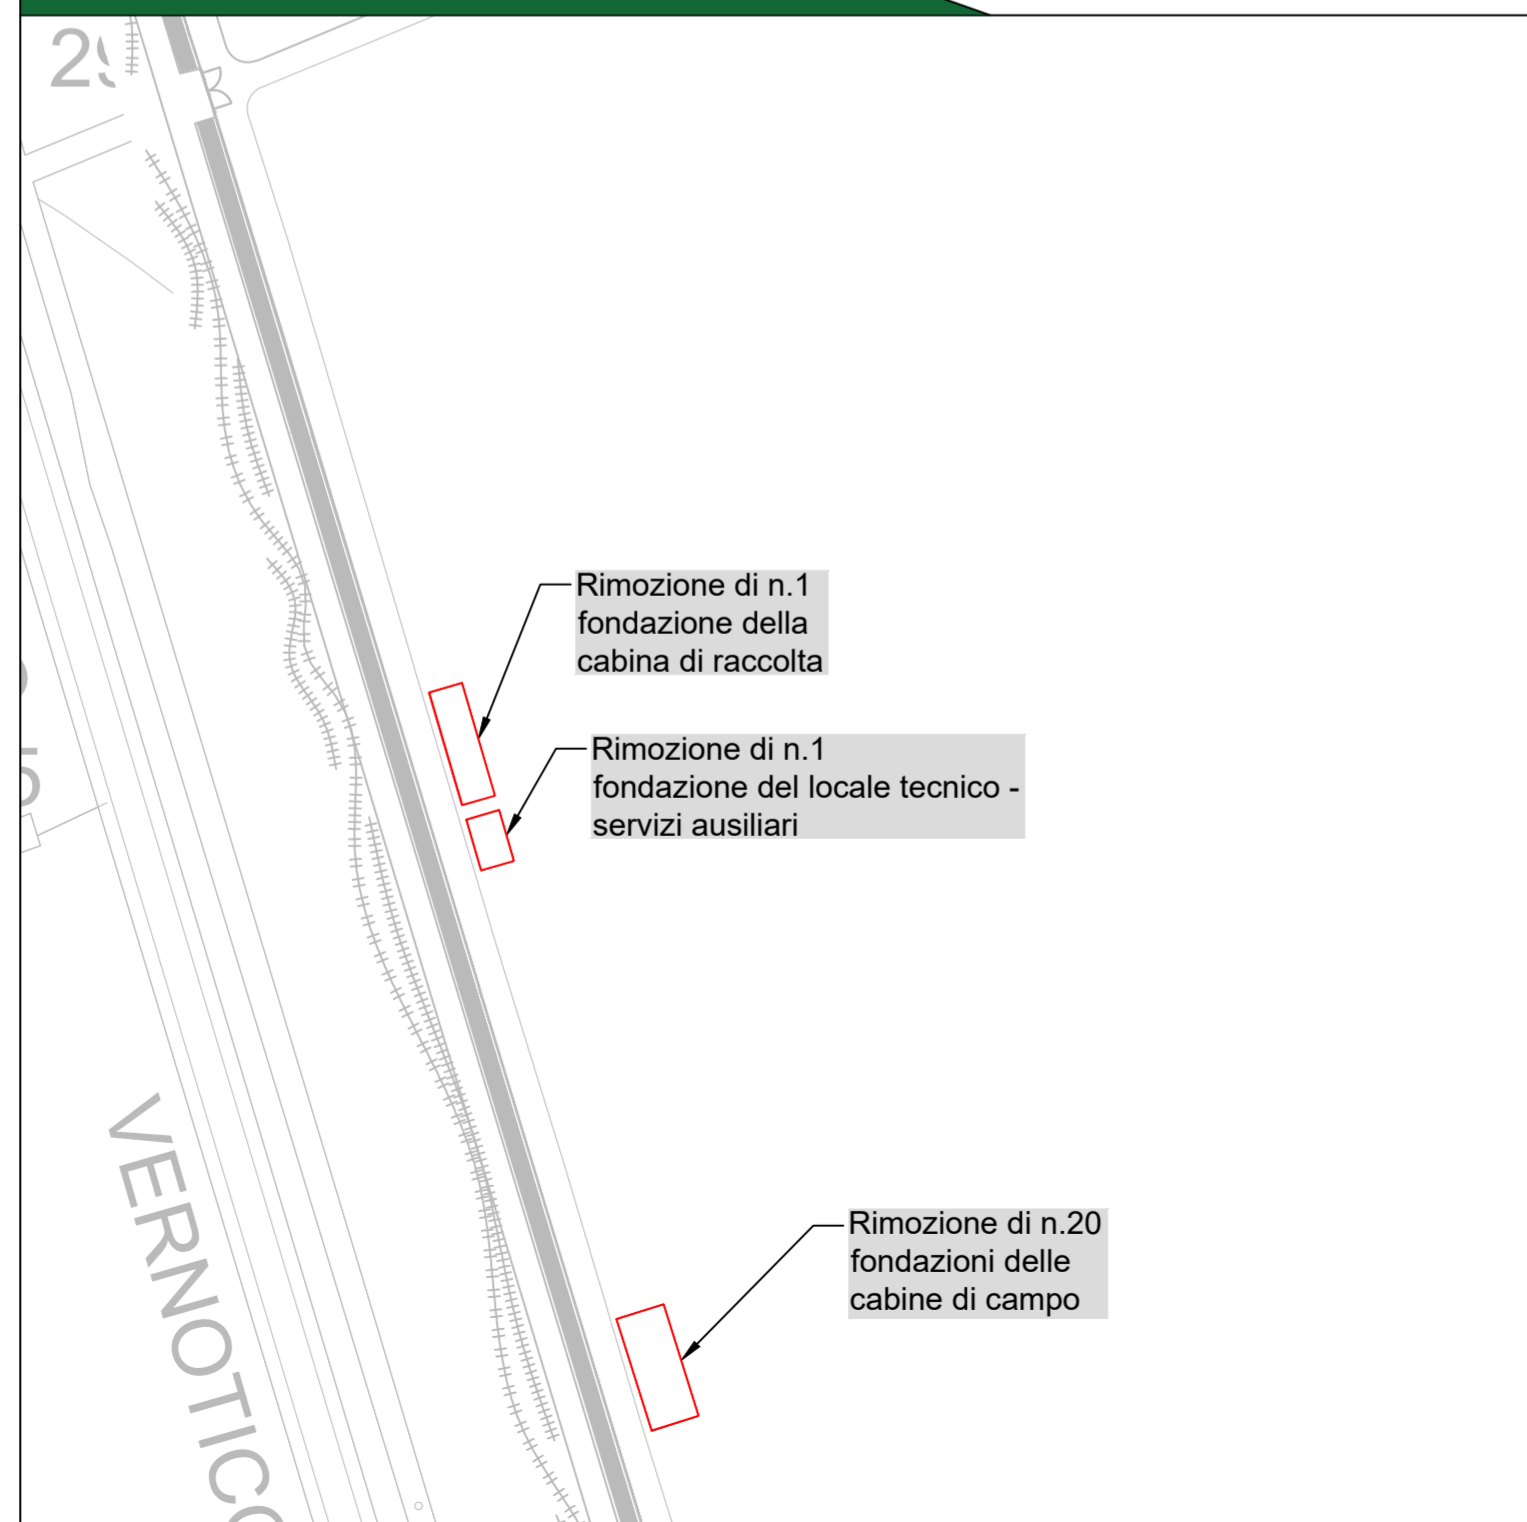 Rimozione di n.1
fondazione della
cabina di raccolta
Rimozione di n.1
fondazione del locale tecnico -
servizi ausiliari
Rimozione di n.20
fondazioni delle
cabine di campo
VERNOTICO